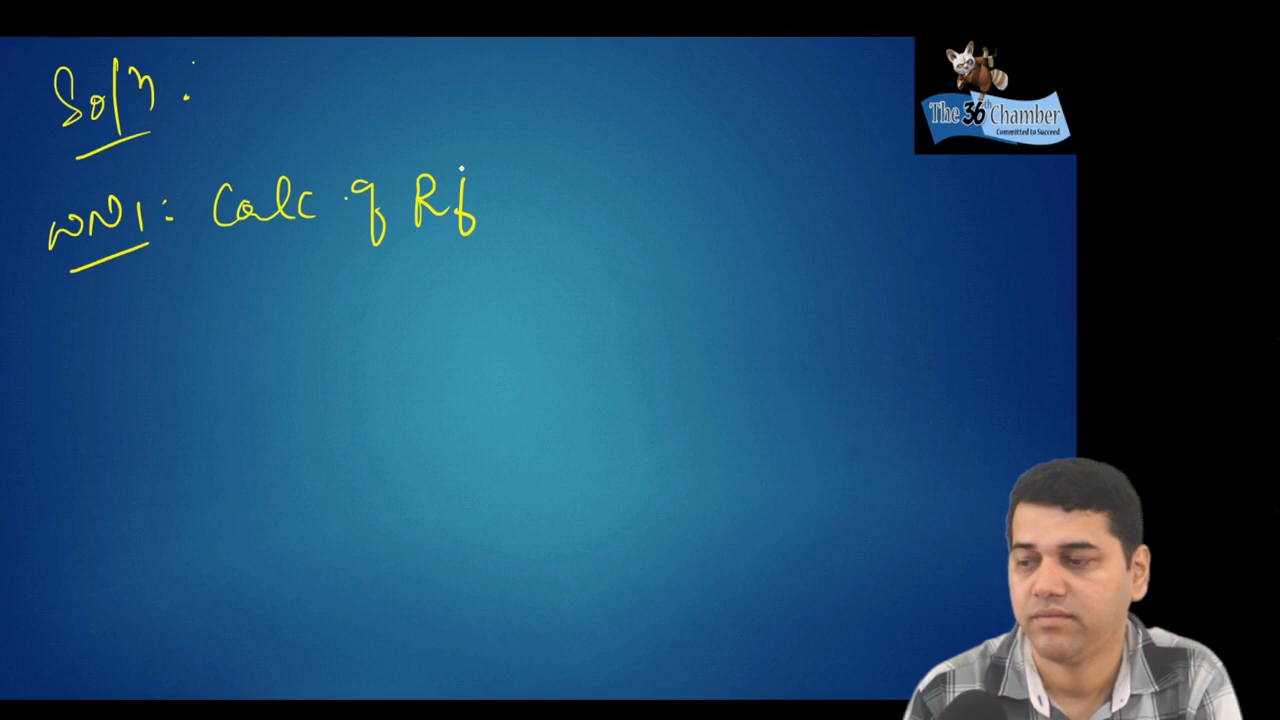 Soln :
WN1 : Calc of Rf
The 36th Chamber
Committed to Succeed